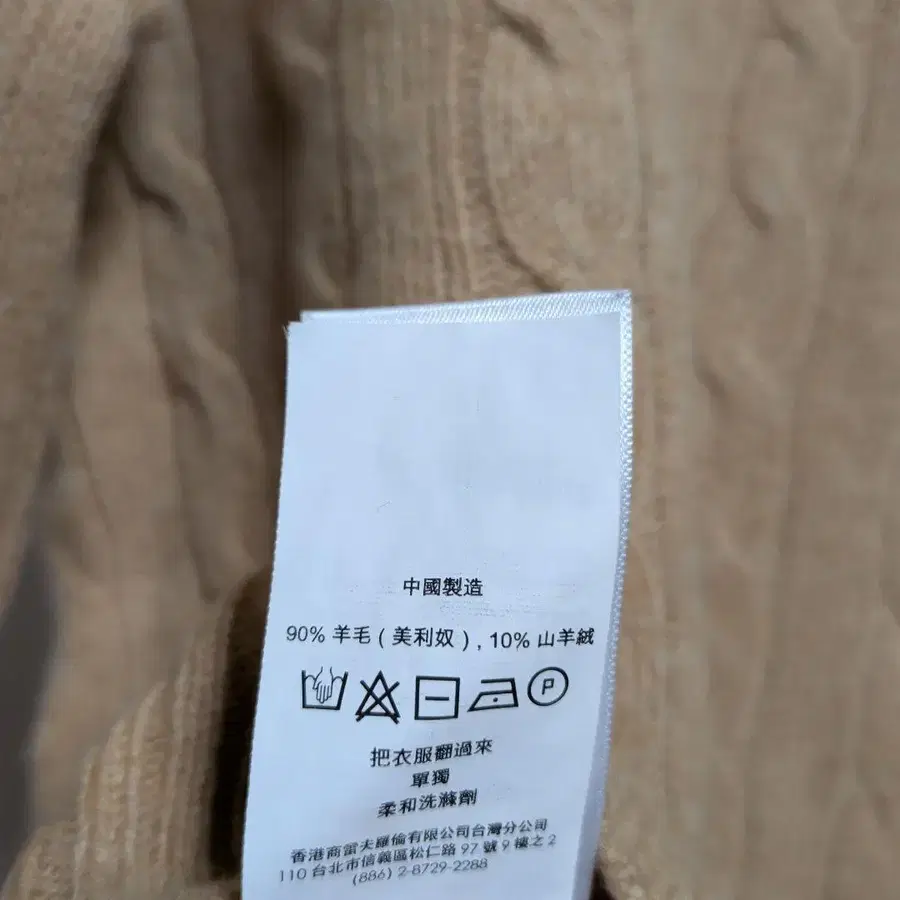 中國製造
90% 羊毛 ( 美利奴 ) , 10% 山羊絨
P
把衣服翻過來
單獨
柔和洗滌劑
香港商雷夫羅倫有限公司台灣分公司
110 台北市信義區松仁路 97 號 9 樓之 2
(886) 2-8729-2288